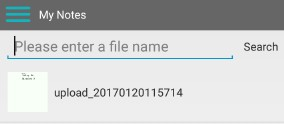 My Notes
Please enter a file name Search
upload_20170120115714